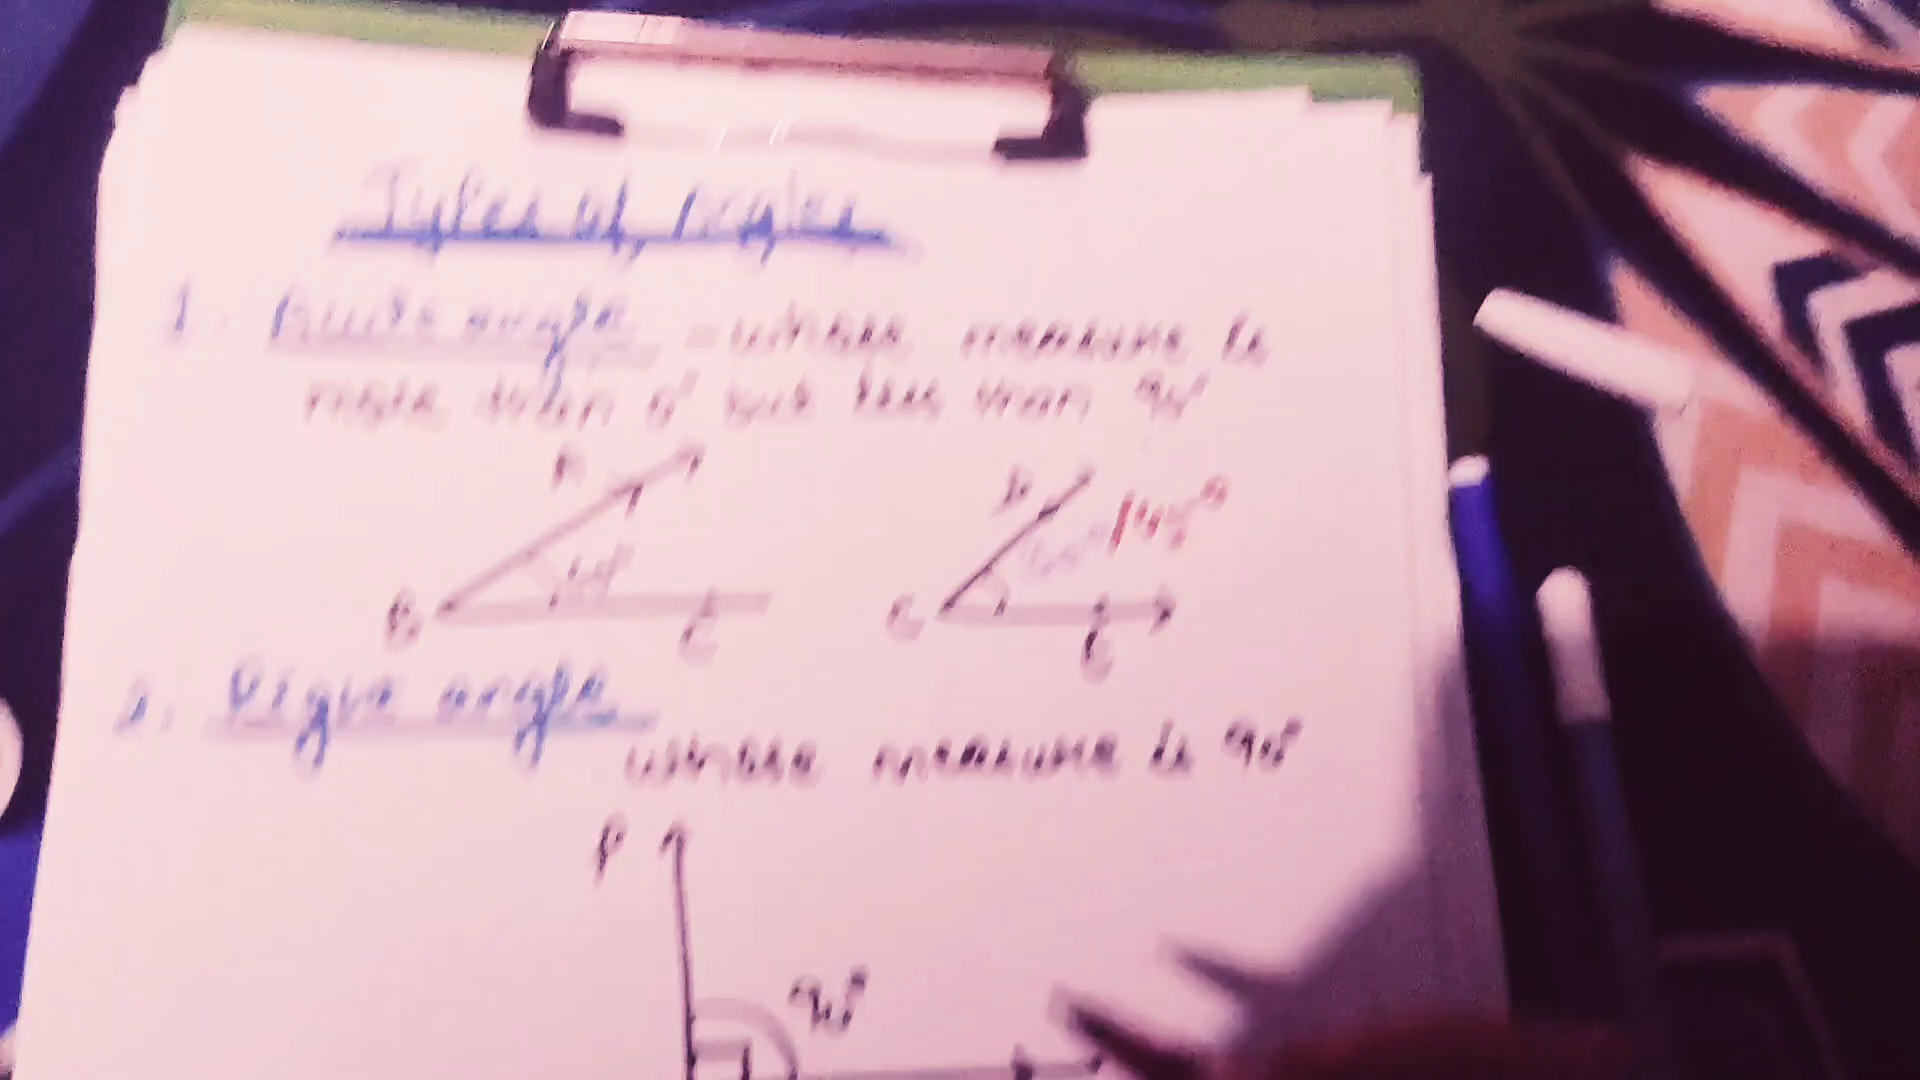 Types of Angles
1. Acute angle - whose measure is
more than 0° but less than 90°
A
D
/45°
B
C
C
E
2. Right angle
whose measure is 90°
P
90°